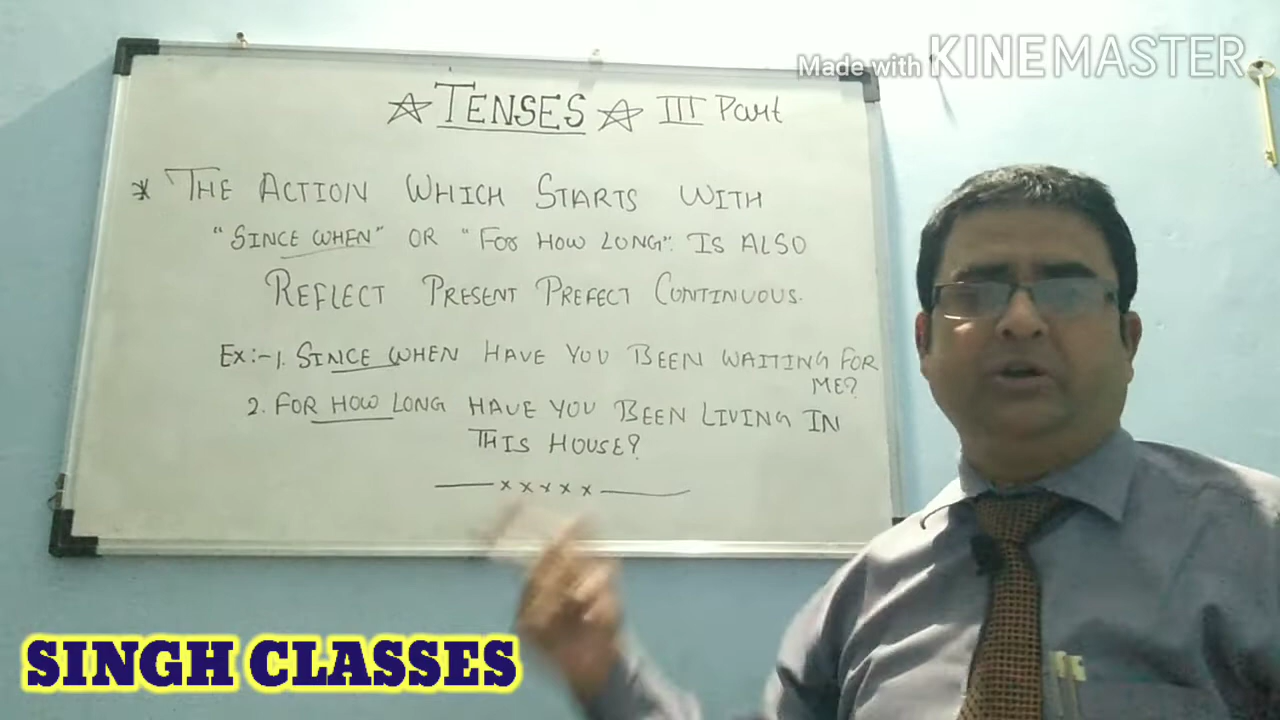 Made with KINEMASTER
☆ TENSES ☆ III Part
* THE ACTION WHICH STARTS WITH
"SINCE WHEN" OR "FOR HOW LONG". IS ALSO
REFLECT PRESENT PREFECT CONTINUOUS.
EX:-1. SINCE WHEN HAVE YOU BEEN WAITING FOR
ME?
2. FOR HOW LONG HAVE YOU BEEN LIVING IN
THIS HOUSE?
—— x x x x x ——
SINGH CLASSES